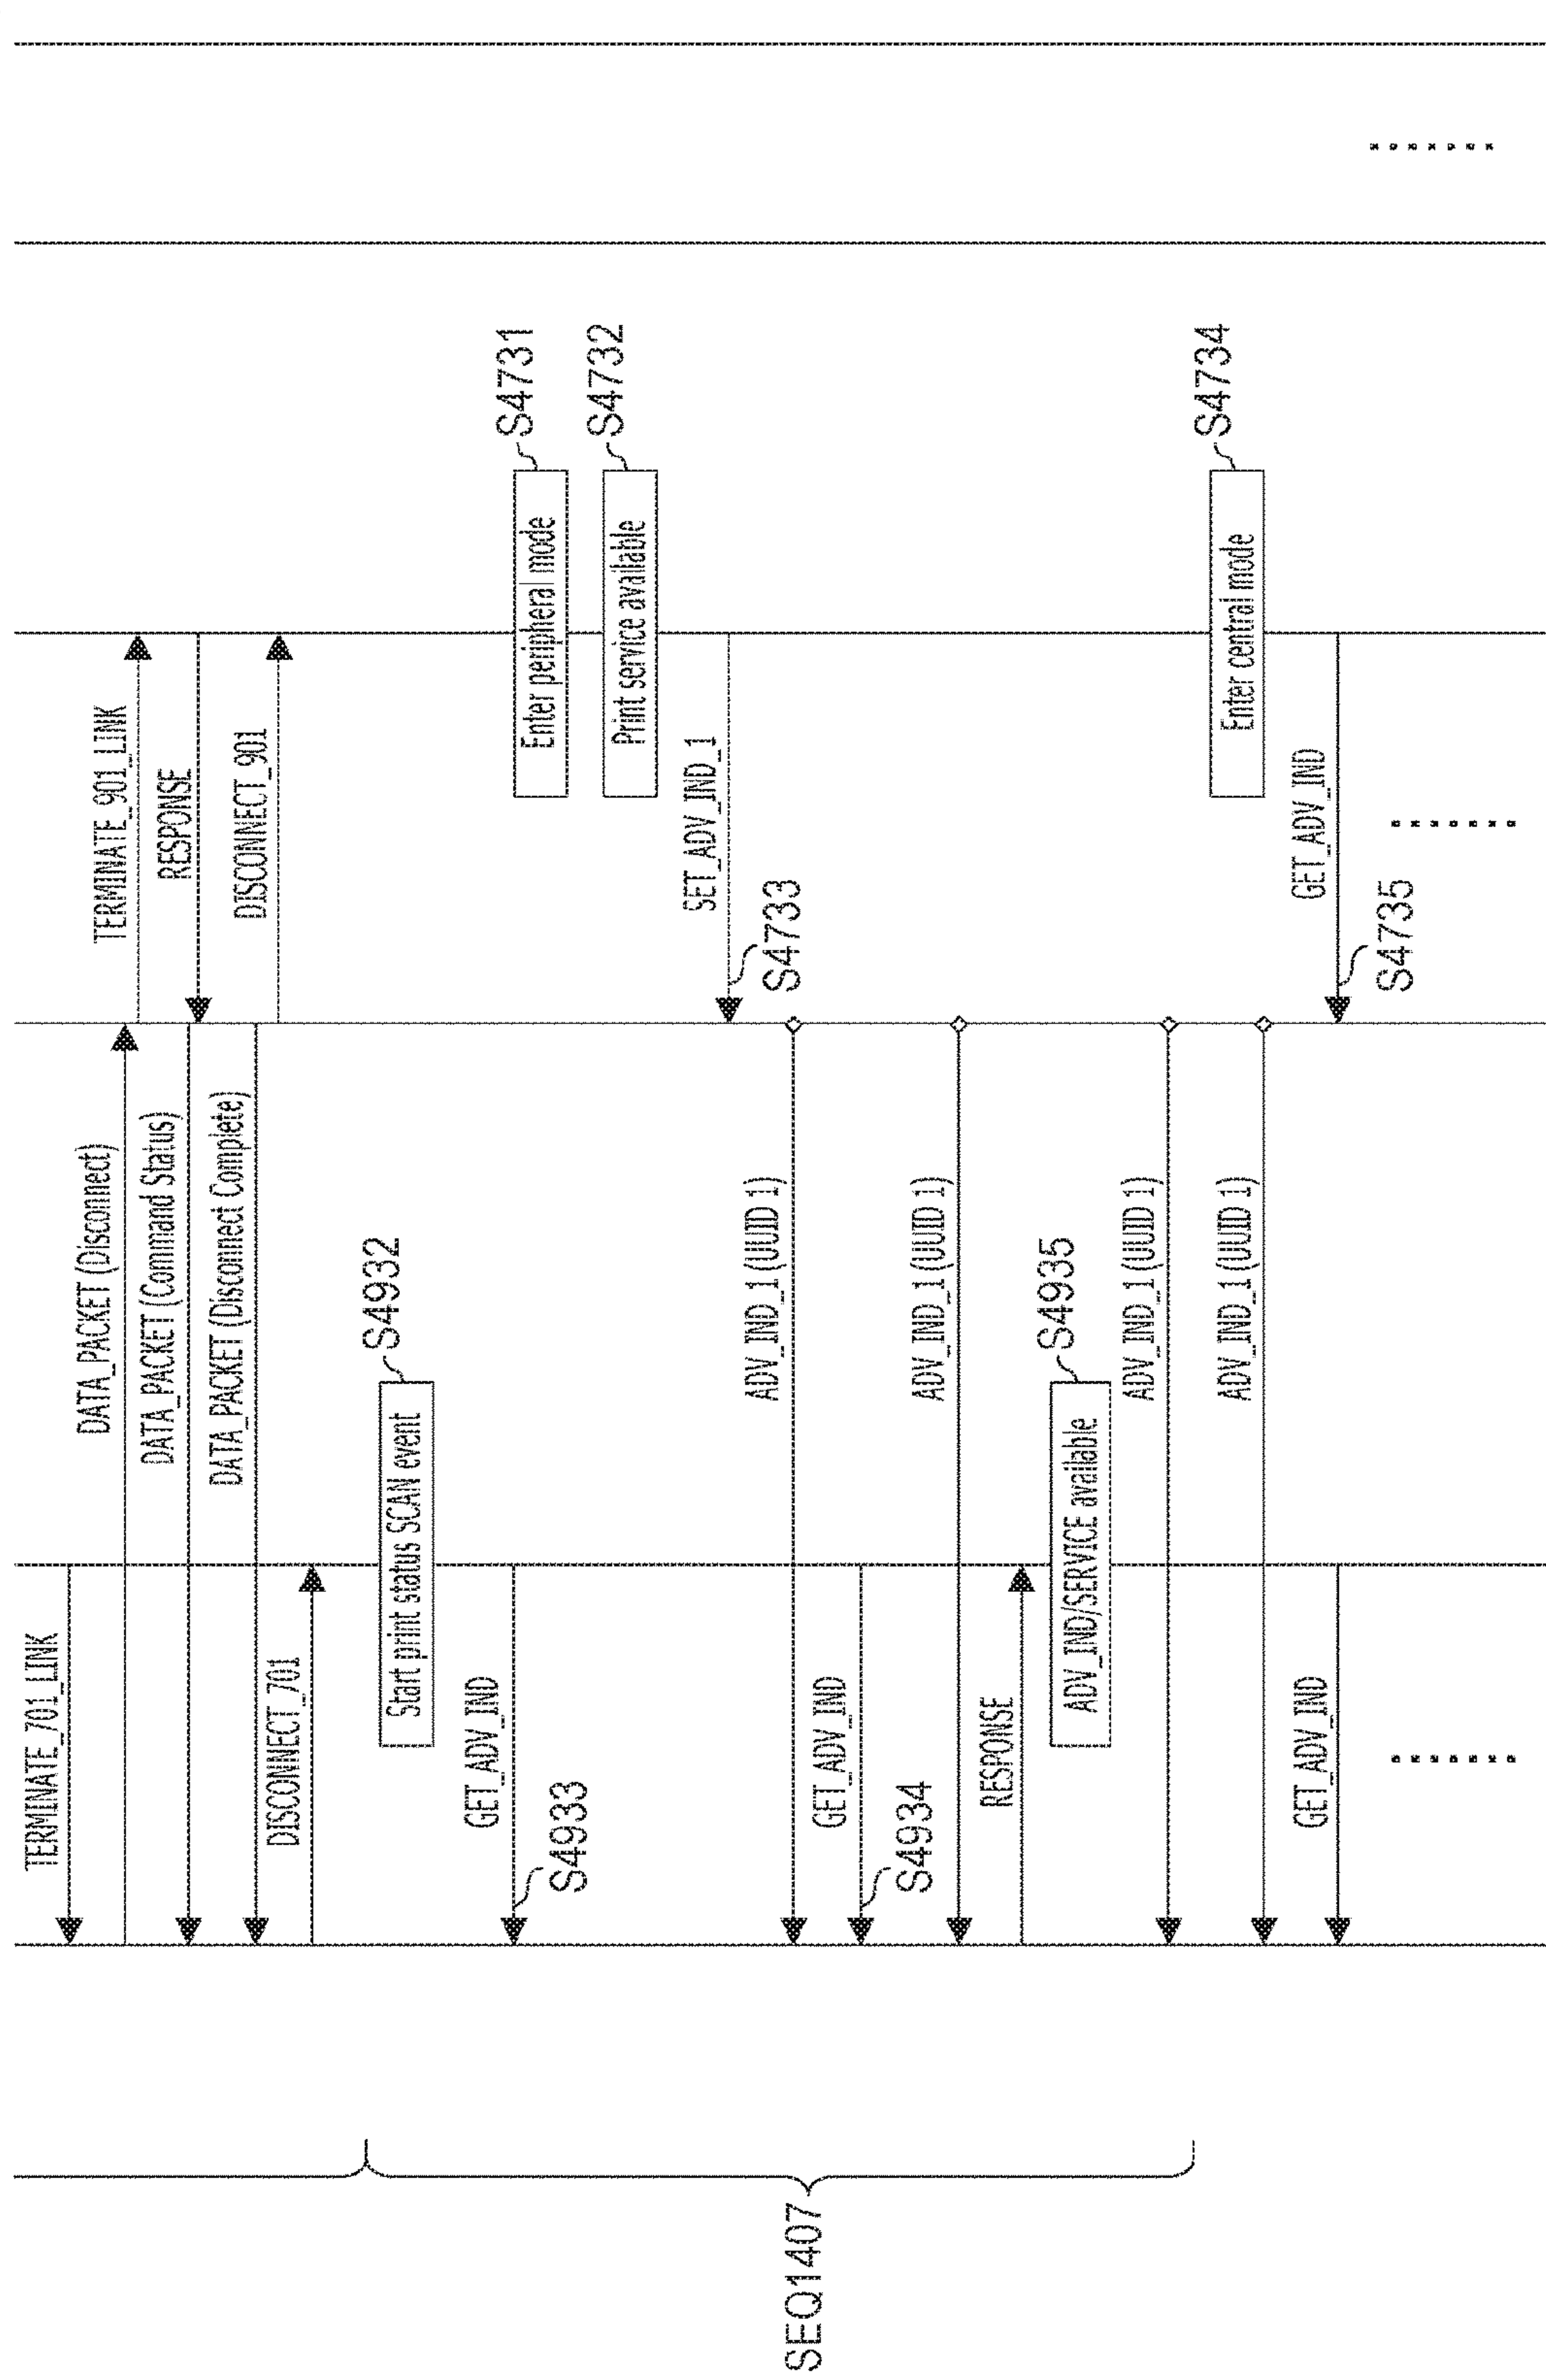 TERMINATE_701_LINK
DATA_PACKET (Disconnect)
TERMINATE_901_LINK
DATA_PACKET (Command Status)
RESPONSE
DATA_PACKET (Disconnect Complete)
DISCONNECT_901
DISCONNECT_701
Start print status SCAN event
S4932
GET_ADV_IND
S4933
Enter peripheral mode
S4731
Print service available
S4732
SET_ADV_IND_1
S4733
ADV_IND_1 (UUID 1)
GET_ADV_IND
S4934
ADV_IND_1 (UUID 1)
RESPONSE
ADV_IND/SERVICE available
S4935
ADV_IND_1 (UUID 1)
ADV_IND_1 (UUID 1)
Enter central mode
S4734
GET_ADV_IND
GET_ADV_IND
S4735
SEQ1407